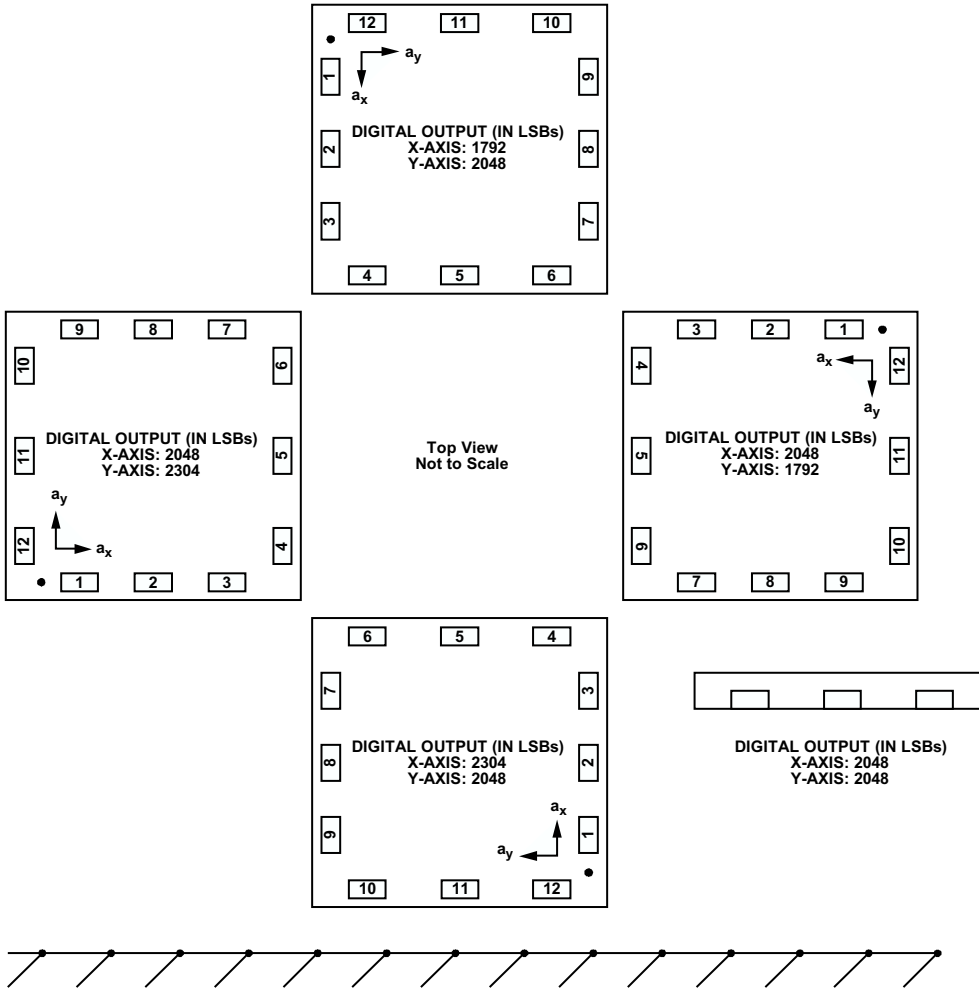 12 11 10
1
a_y
a_x
9
DIGITAL OUTPUT (IN LSBs)
X-AXIS: 1792
Y-AXIS: 2048
2
8
3
7
4 5 6
9 8 7
10
6
DIGITAL OUTPUT (IN LSBs)
X-AXIS: 2048
Y-AXIS: 2304
11
5
a_y
a_x
12
4
1 2 3
Top View
Not to Scale
3 2 1
4
12
a_x
a_y
DIGITAL OUTPUT (IN LSBs)
X-AXIS: 2048
Y-AXIS: 1792
5
11
6
10
7 8 9
6 5 4
7
3
DIGITAL OUTPUT (IN LSBs)
X-AXIS: 2304
Y-AXIS: 2048
8
2
a_x
a_y
9
1
10 11 12
DIGITAL OUTPUT (IN LSBs)
X-AXIS: 2048
Y-AXIS: 2048